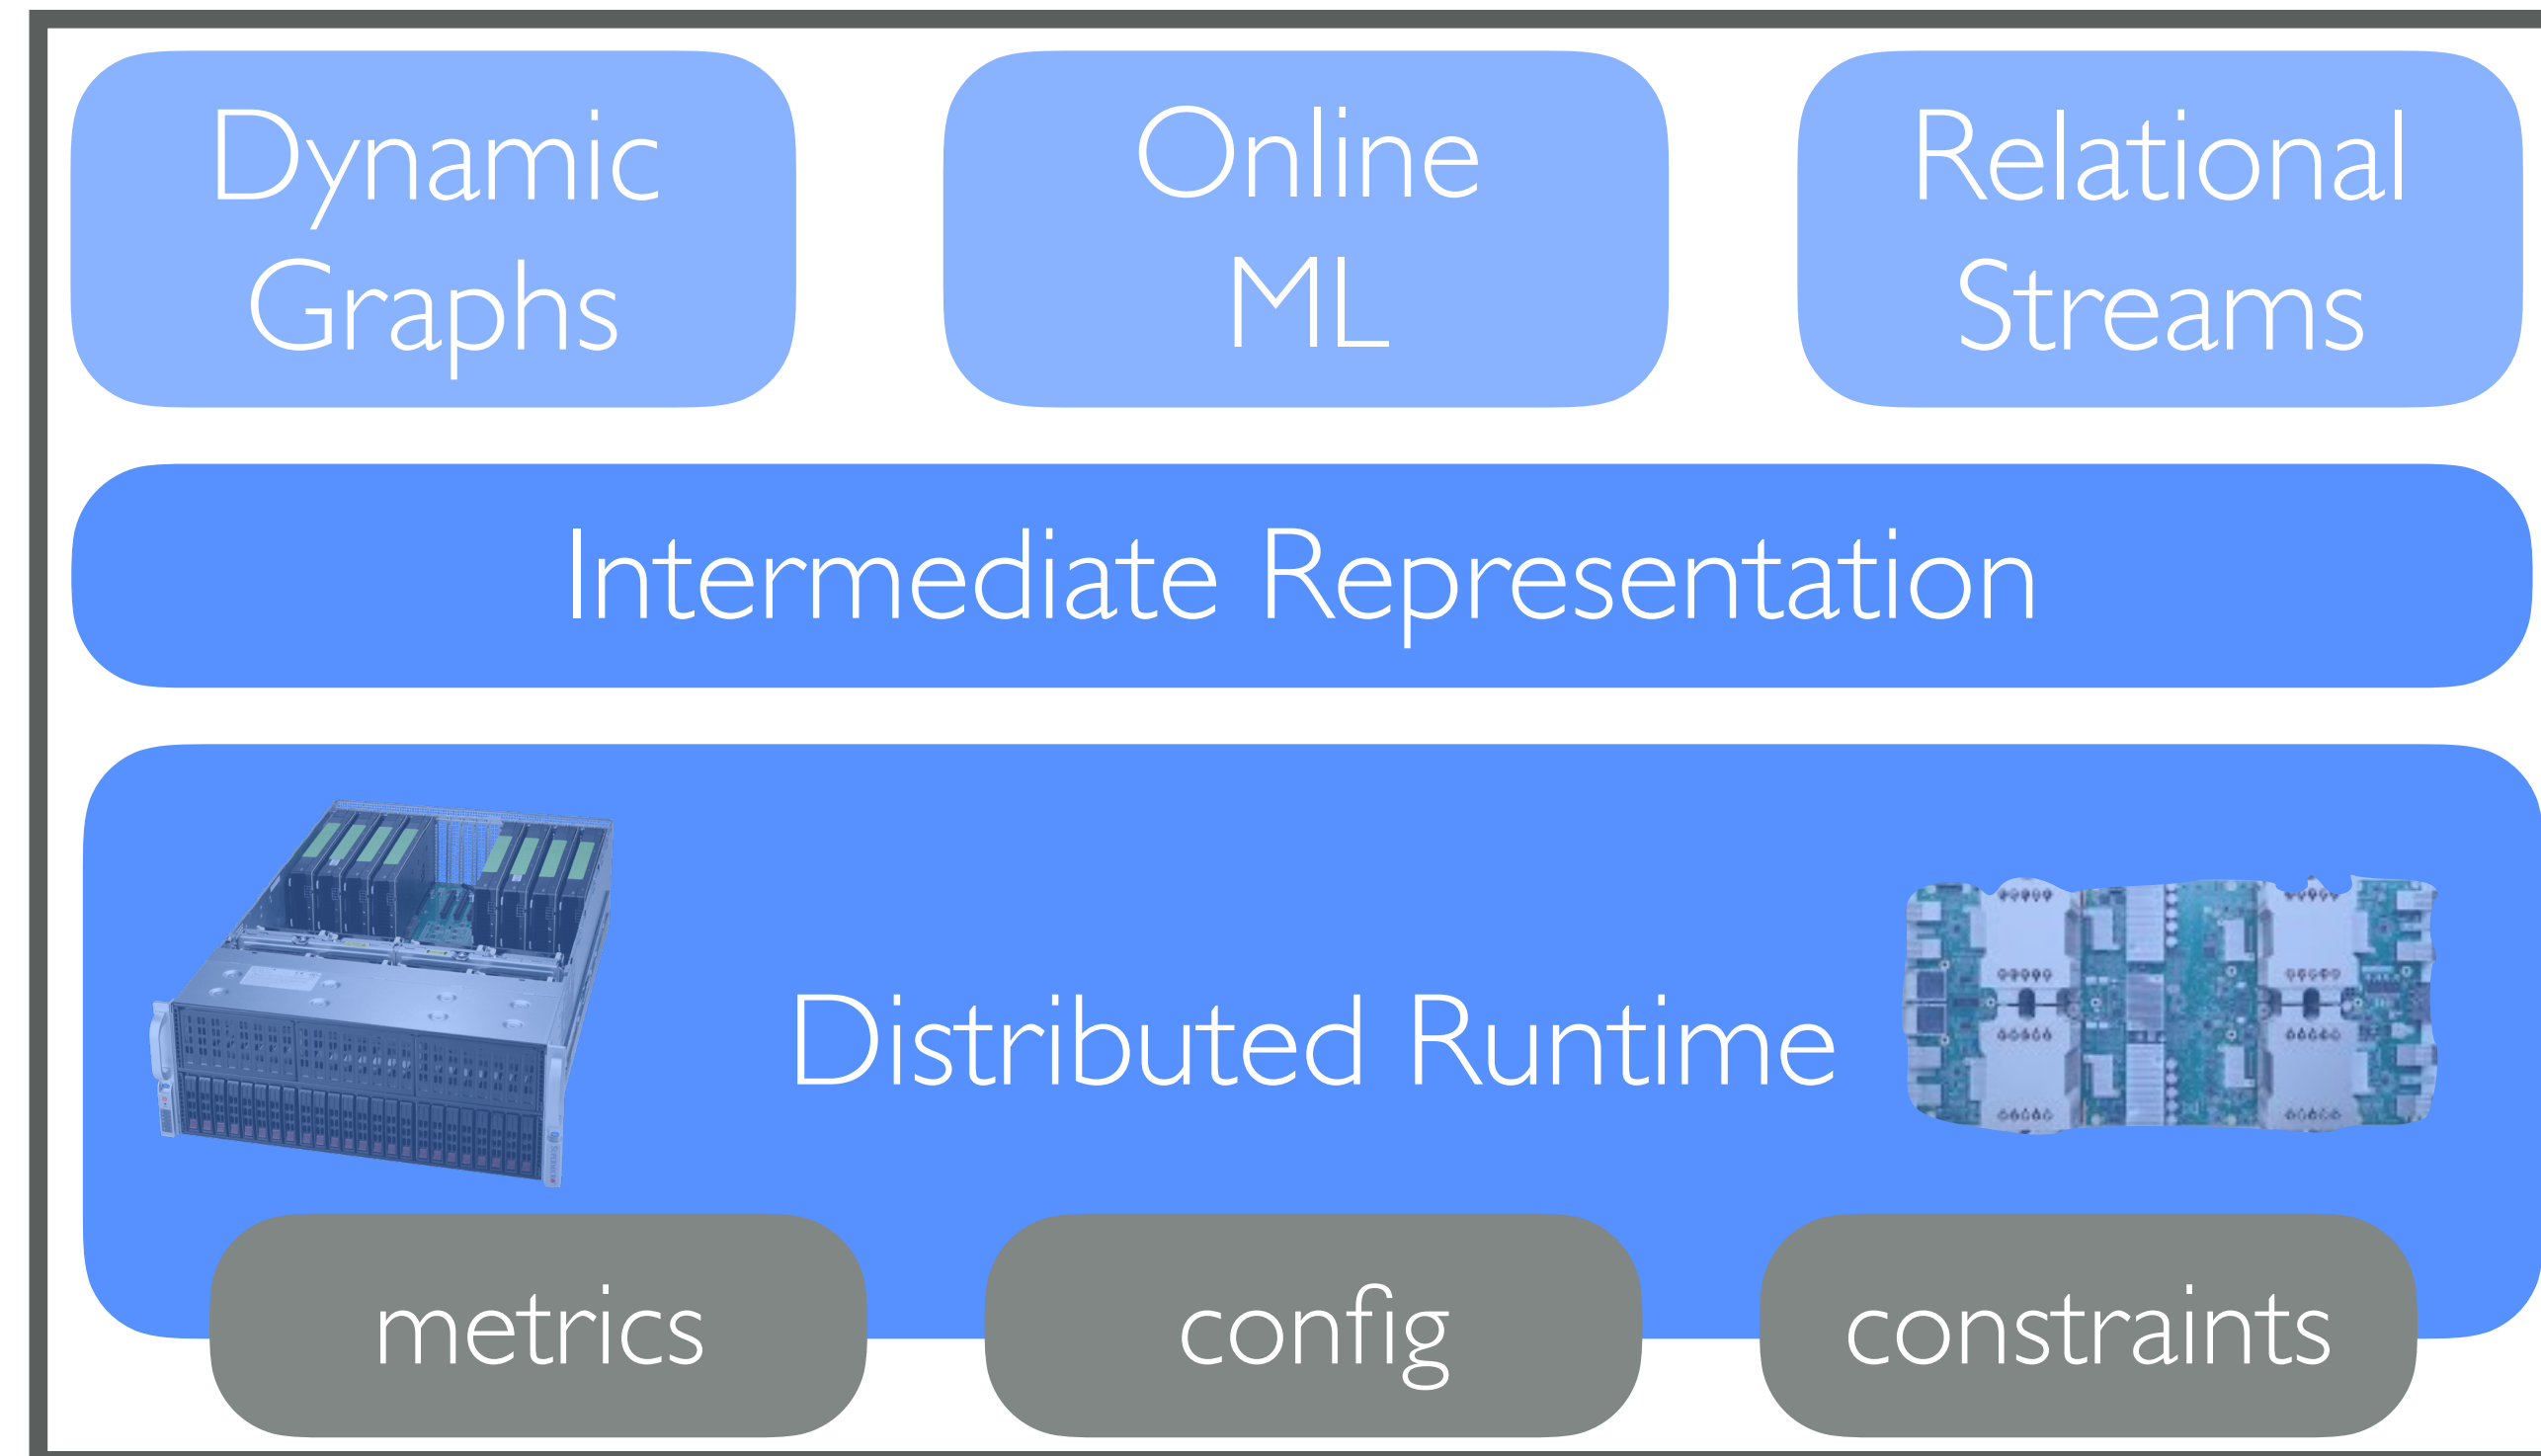 Dynamic
Graphs
Online
ML
Relational
Streams
Intermediate Representation
Distributed Runtime
metrics
config
constraints